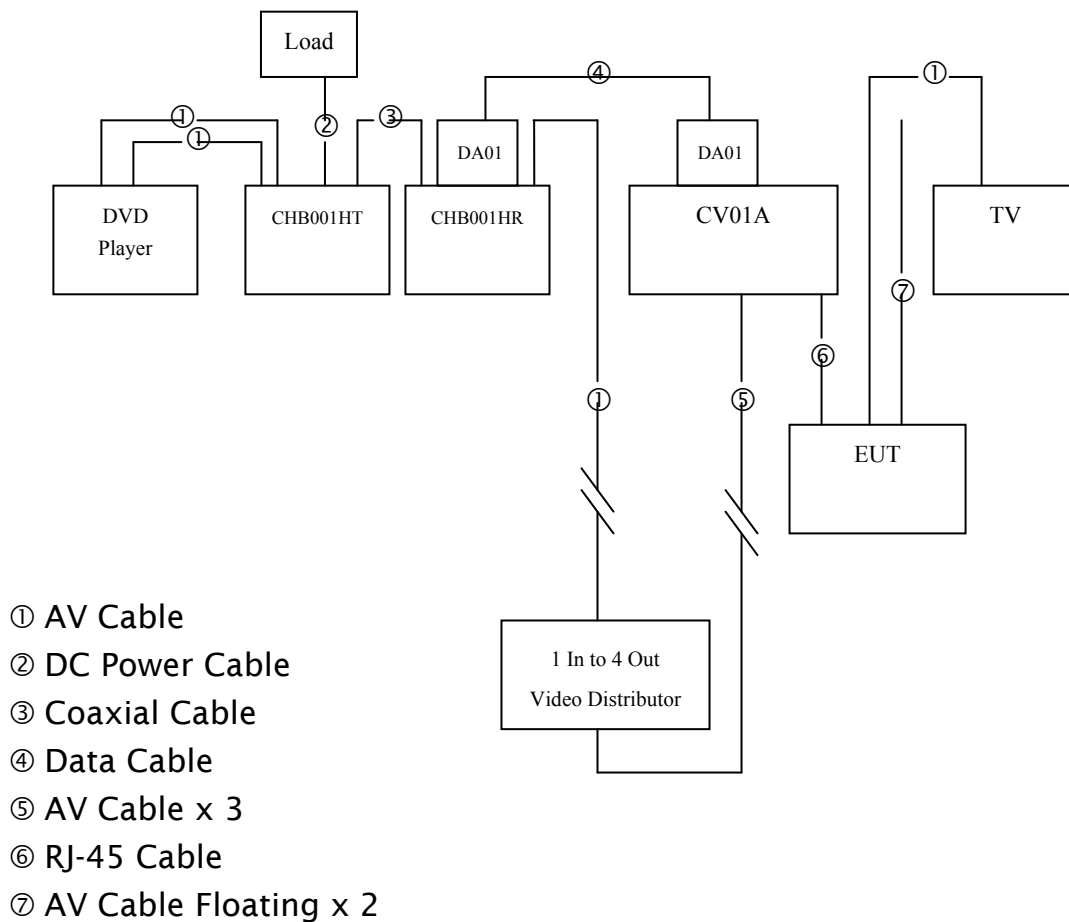 Load
④
①
①
②
③
①
DA01
DA01
DVD
Player
CHB001HT
CHB001HR
CV01A
TV
⑦
⑥
①
⑤
EUT
1 In to 4 Out
Video Distributor
① AV Cable
② DC Power Cable
③ Coaxial Cable
④ Data Cable
⑤ AV Cable x 3
⑥ RJ-45 Cable
⑦ AV Cable Floating x 2